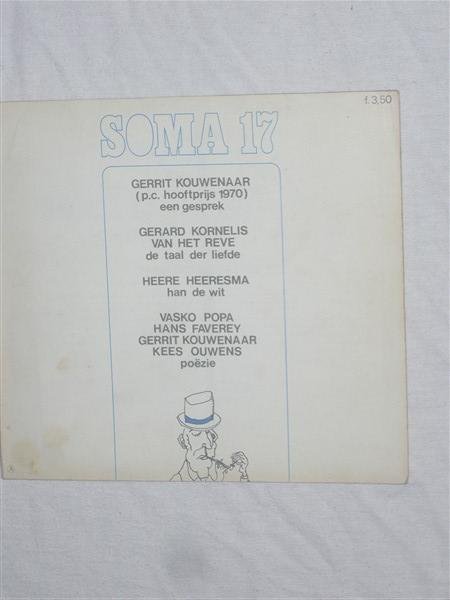 f.3,50
SOMA 17
GERRIT KOUWENAAR
(p.c. hooftprijs 1970)
een gesprek
GERARD KORNELIS
VAN HET REVE
de taal der liefde
HEERE HEERESMA
han de wit
VASKO POPA
HANS FAVEREY
GERRIT KOUWENAAR
KEES OUWENS
poëzie